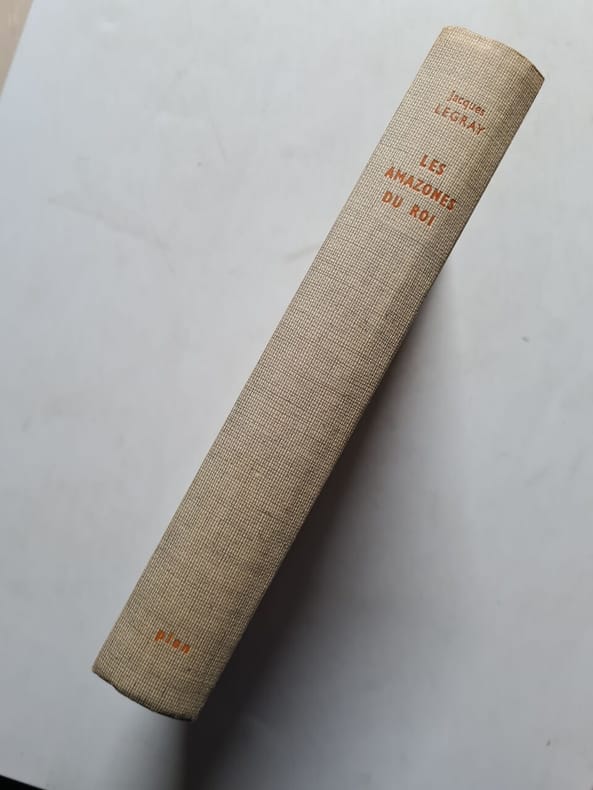 Jacques
LEGRAY
LES
AMAZONES
DU ROI
plon